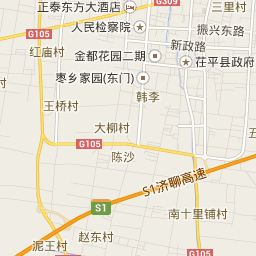 正泰东方大酒店
G309
三里村
人民检察院
振兴东路
红庙村
G105
金都花园二期
新政路
茌平县政府
枣乡家园(东门)
王桥村
韩李
大柳村
G105
陈沙
S1济聊高速
S1
南十里铺村
赵东村
泥王村